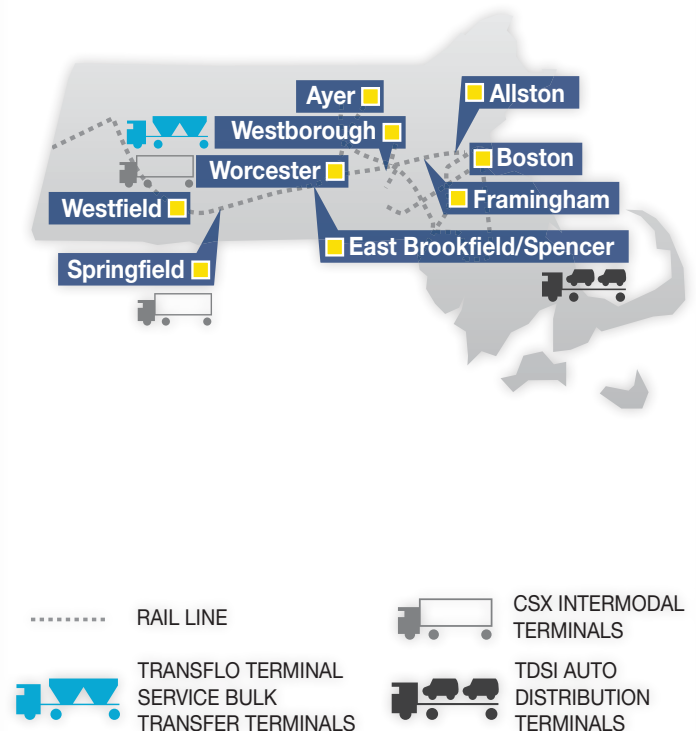 Ayer
Allston
Westborough
Boston
Worcester
Framingham
Westfield
East Brookfield/Spencer
Springfield
RAIL LINE
CSX INTERMODAL
TERMINALS
TRANSFLO TERMINAL
SERVICE BULK
TRANSFER TERMINALS
TDSI AUTO
DISTRIBUTION
TERMINALS